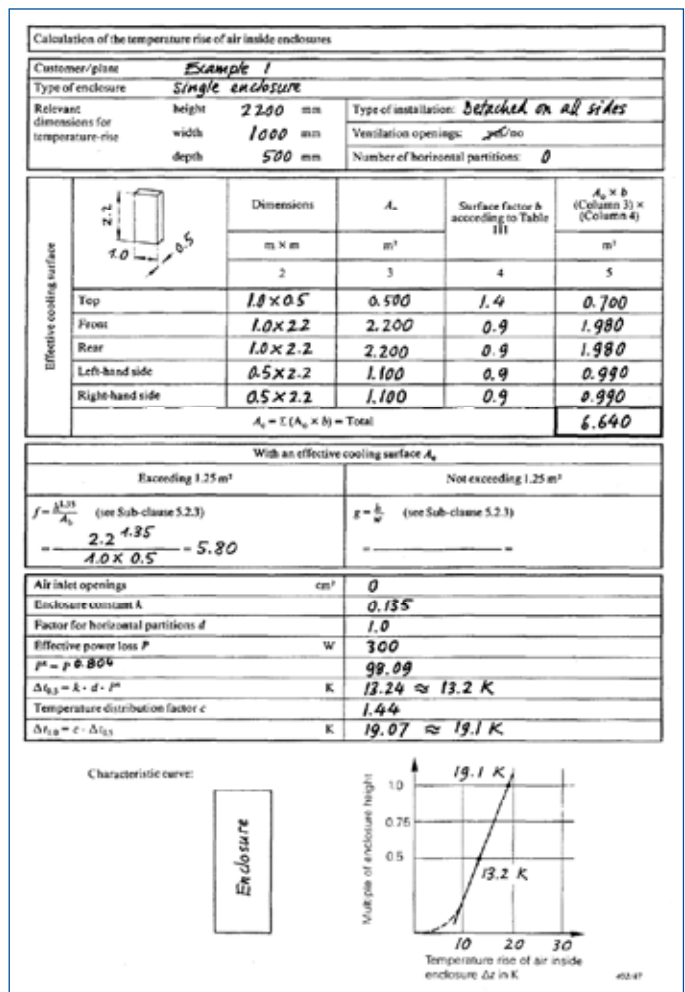 Calculation of the temperature rise of air inside enclosures
Customer/plant Example 1
Type of enclosure Single enclosure
Relevant dimensions for temperature-rise
height 2200 mm
width 1000 mm
depth 500 mm
Type of installation: Detached on all sides
Ventilation openings: yes/no
Number of horizontal partitions: 0
Effective cooling surface
2.2
1.0
0.5
Dimensions
m × m
2
Aₒ
m²
3
Surface factor b according to Table III
4
Aₒ × b
(Column 3) ×
(Column 4)
m²
5
Top 1.0 × 0.5 0.500 1.4 0.700
Front 1.0 × 2.2 2.200 0.9 1.980
Rear 1.0 × 2.2 2.200 0.9 1.980
Left-hand side 0.5 × 2.2 1.100 0.9 0.990
Right-hand side 0.5 × 2.2 1.100 0.9 0.990
Aₑ = Σ (Aₒ × b) = Total 6.640
With an effective cooling surface Aₑ
Exceeding 1.25 m²
Not exceeding 1.25 m²
f = h^1.35 / A_b (see Sub-clause 5.2.3)
= 2.2^1.35 / 1.0 × 0.5 = 5.80
g = h / w (see Sub-clause 5.2.3)
= =
Air inlet openings cm² 0
Enclosure constant k 0.135
Factor for horizontal partitions d 1.0
Effective power loss P W 300
Pˣ = P 0.804 98.09
Δt0.5 = k · d · Pˣ K 13.24 ≈ 13.2 K
Temperature distribution factor c 1.44
Δt1.0 = c · Δt0.5 K 19.07 ≈ 19.1 K
Characteristic curve:
Enclosure
Multiple of enclosure height
1.0
0.75
0.5
19.1 K
13.2 K
10 20 30
Temperature rise of air inside
enclosure Δt in K